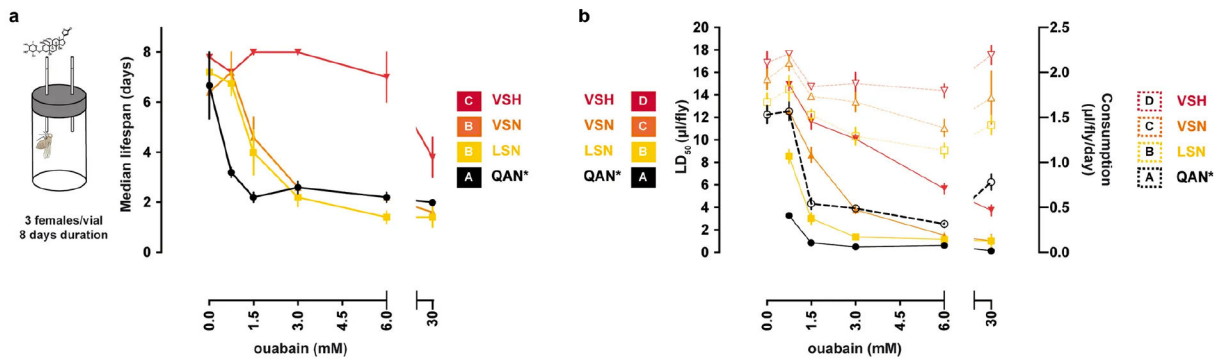 a
3 females/vial
8 days duration
Median lifespan (days)
8
6
4
2
0
0.0
1.5
3.0
4.5
6.0
30
ouabain (mM)
C VSH
B VSN
B LSN
A QAN*
b
VSH D
VSN C
LSN B
QAN* A
LD50 (µl/fly)
20
18
16
14
12
10
8
6
4
2
0
0.0
1.5
3.0
4.5
6.0
30
ouabain (mM)
2.5
2.0
1.5
1.0
0.5
0.0
Consumption
(µl/fly/day)
D VSH
C VSN
B LSN
A QAN*